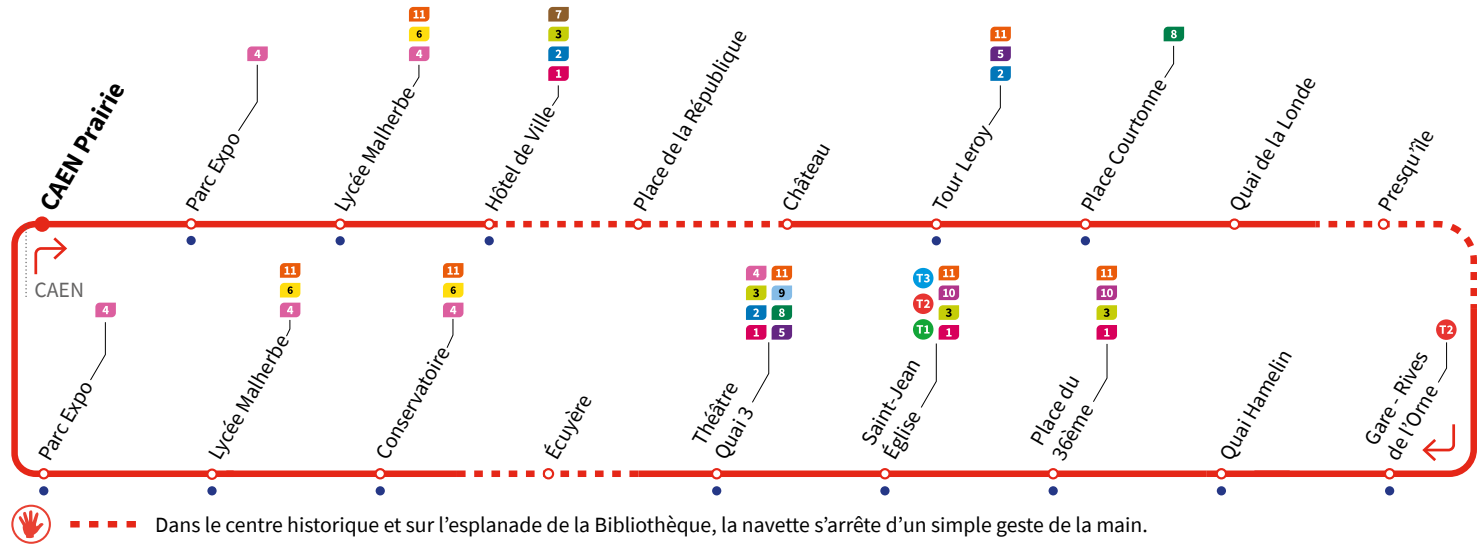 CAEN Prairie
4
Parc Expo
11
6
4
Lycée Malherbe
7
3
2
1
Hôtel de Ville
Place de la République
Château
11
5
2
Tour Leroy
8
Place Courtonne
Quai de la Londe
Presqu'île
CAEN
4
Parc Expo
11
6
4
Lycée Malherbe
11
6
4
Conservatoire
Écuyère
4 11
3 9
2 8
1 5
Théâtre
Quai 3
T3 11
T2 10
T1 3
1
Saint-Jean
Église
11
10
3
1
Place du
36ème
Quai Hamelin
T2
Gare - Rives
de l'Orne
Dans le centre historique et sur l'esplanade de la Bibliothèque, la navette s'arrête d'un simple geste de la main.